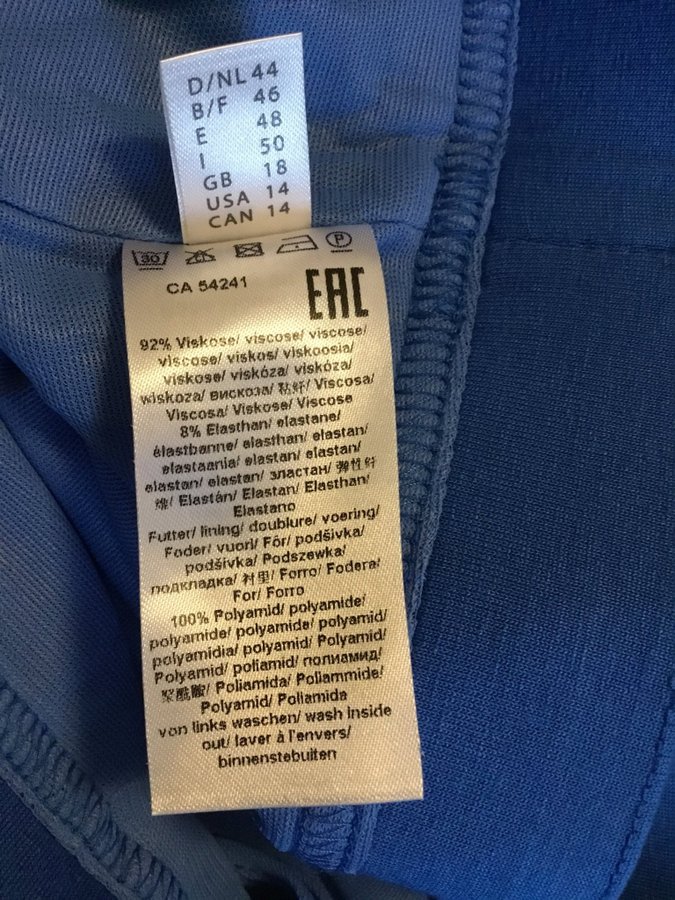 D/NL 44
B/F 46
E 48
I 50
GB 18
USA 14
CAN 14
30 P
CA 54241
EAC
92% Viskose/ viscose/ viscose/
viscose/ viskos/ viskoosia/
viskose/ viskóza/ viskóza/
wiskoza/ вискоза/ 粘纤/ Viscosa/
Viscosa/ Viskose/ Viscose
8% Elasthan/ elastane/
élasthanne/ elasthan/ elastan/
elastaania/ elastan/ elastan/
elastan/ elastan/ эластан/ 弹性纤
维/ Elastán/ Elastan/ Elasthan/
Elastano
Futter/ lining/ doublure/ voering/
Foder/ vuori/ Fôr/ podšívka/
podšívka/ Podszewka/
подкладка/ 衬里/ Forro/ Fodera/
For/ Forro
100% Polyamid/ polyamide/
polyamide/ polyamide/ polyamid/
polyamidia/ polyamid/ Polyamid/
Polyamid/ poliamid/ полиамид/
聚酰胺/ Poliamida/ Poliammide/
Polyamid/ Poliamida
von links waschen/ wash inside
out/ laver à l'envers/
binnenstebuiten